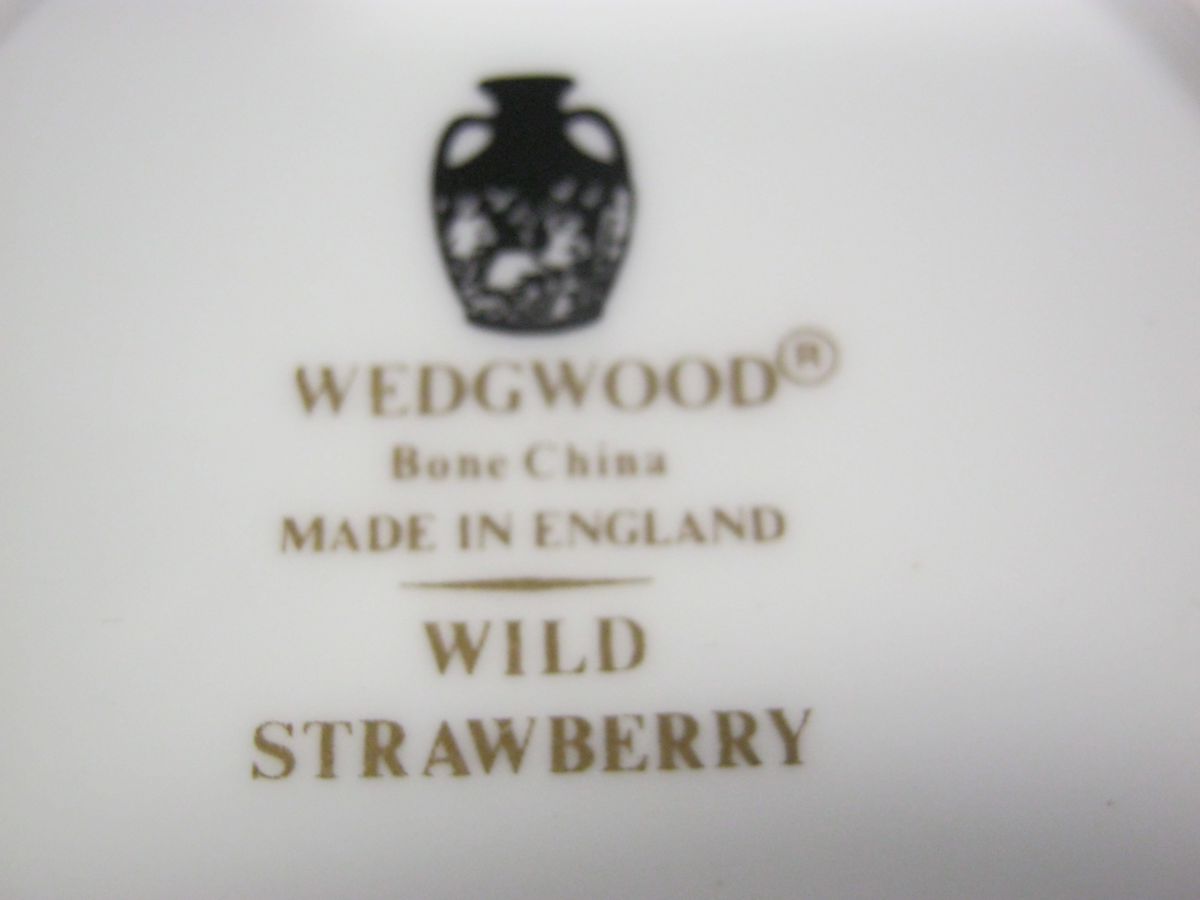 WEDGWOOD®
Bone China
MADE IN ENGLAND
WILD
STRAWBERRY